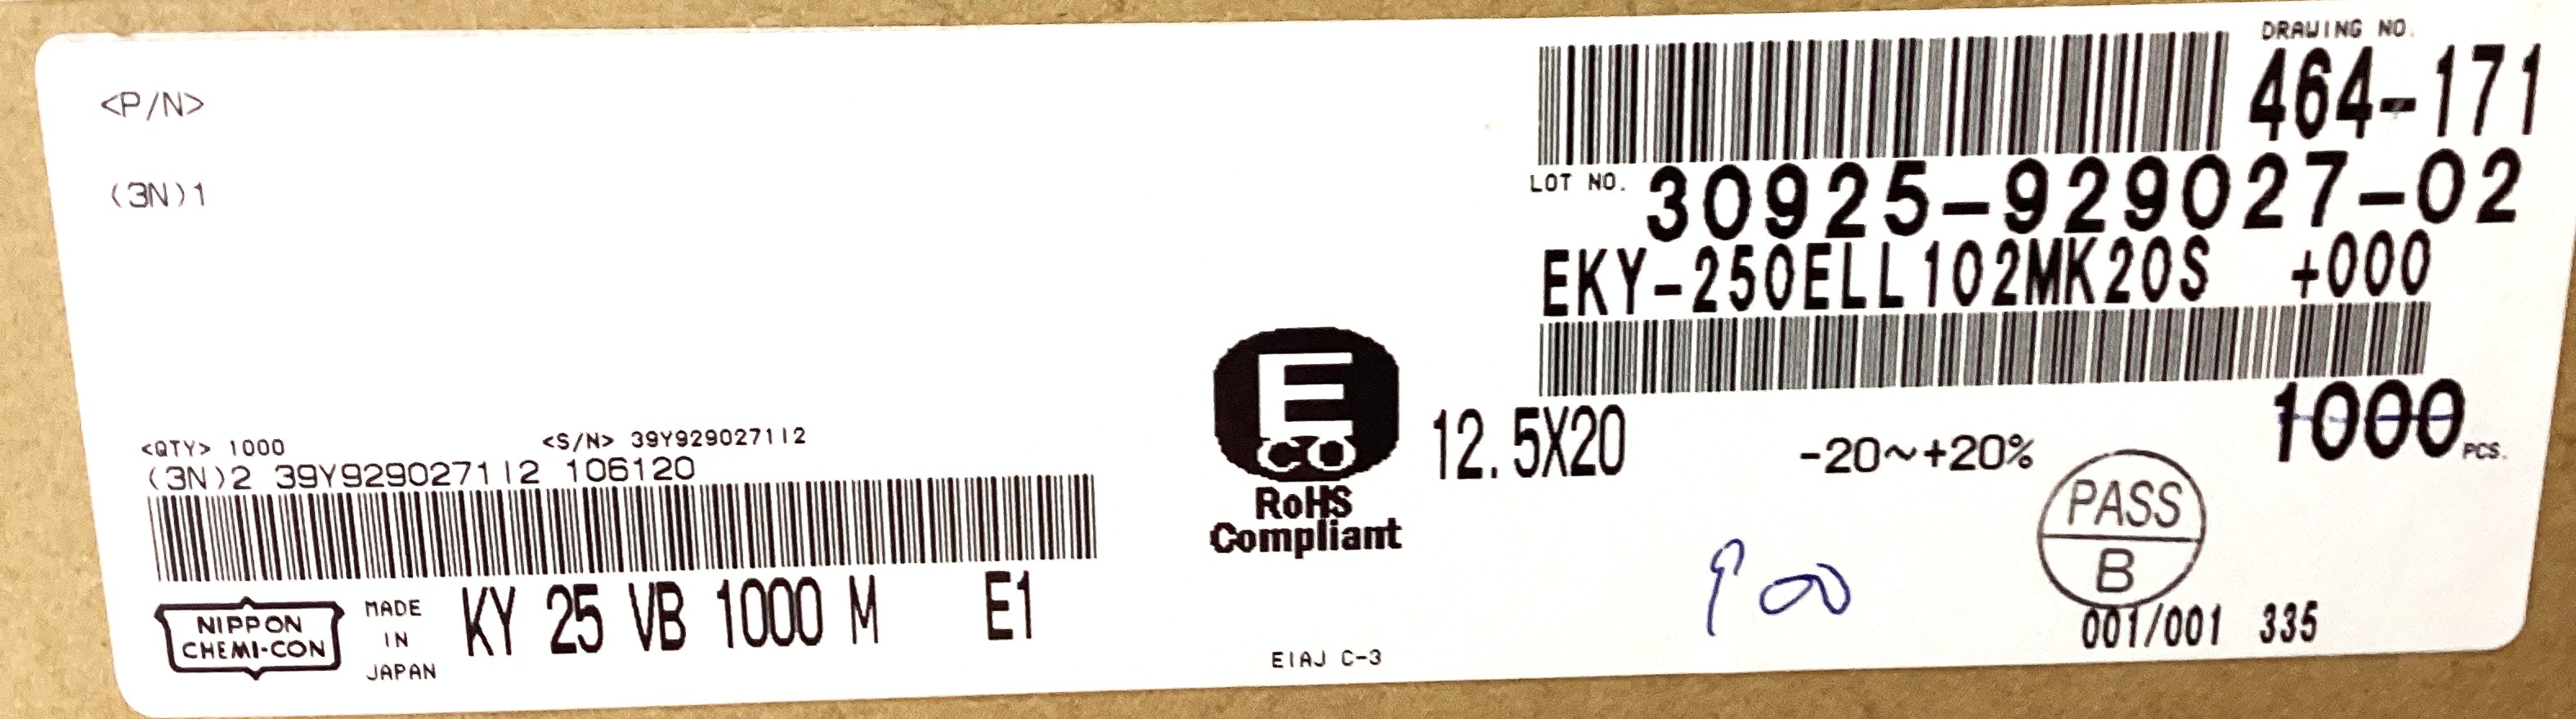 <P/N>
(3N)1
DRAWING NO.
464-171
LOT NO. 30925-929027-02
EKY-250ELL102MK20S +000
<QTY> 1000 <S/N> 39Y929027112
(3N)2 39Y929027112 106120
E
CO
RoHS
Compliant
12.5X20 -20~+20% 1000 PCS.
PASS
B
900
NIPPON
CHEMI-CON
MADE
IN
JAPAN
KY 25 VB 1000 M E1
EIAJ C-3
001/001 335